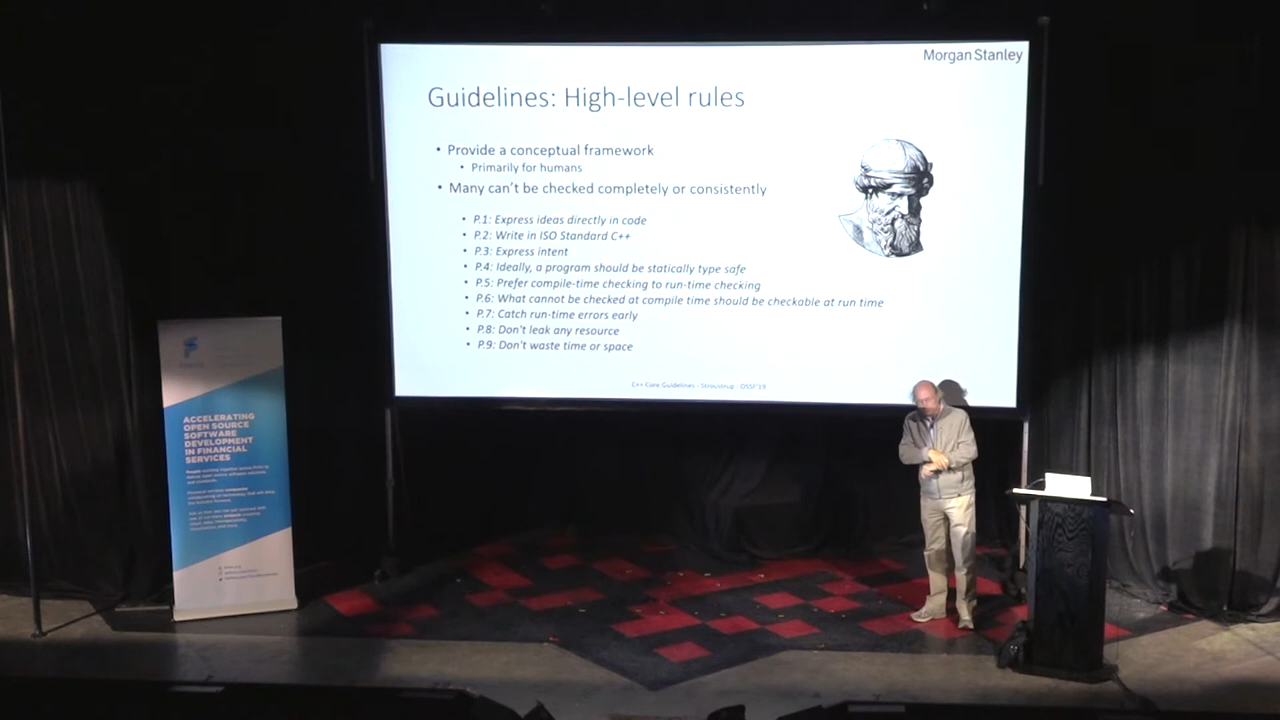 Morgan Stanley
Guidelines: High-level rules
• Provide a conceptual framework
• Primarily for humans
• Many can't be checked completely or consistently
• P.1: Express ideas directly in code
• P.2: Write in ISO Standard C++
• P.3: Express intent
• P.4: Ideally, a program should be statically type safe
• P.5: Prefer compile-time checking to run-time checking
• P.6: What cannot be checked at compile time should be checkable at run time
• P.7: Catch run-time errors early
• P.8: Don't leak any resource
• P.9: Don't waste time or space
C++ Core Guidelines - Stroustrup - OSSF'19
ACCELERATING
OPEN SOURCE
SOFTWARE
DEVELOPMENT
IN FINANCIAL
SERVICES